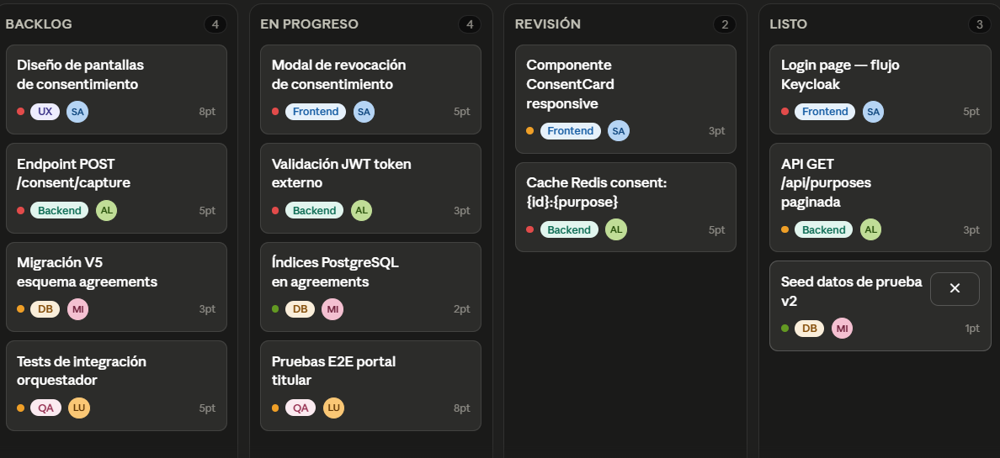 BACKLOG 4
Diseño de pantallas
de consentimiento
UX SA 8pt
Endpoint POST
/consent/capture
Backend AL 5pt
Migración V5
esquema agreements
DB MI 3pt
Tests de integración
orquestador
QA LU 5pt
EN PROGRESO 4
Modal de revocación
de consentimiento
Frontend SA 5pt
Validación JWT token
externo
Backend AL 3pt
Índices PostgreSQL
en agreements
DB MI 2pt
Pruebas E2E portal
titular
QA LU 8pt
REVISIÓN 2
Componente
ConsentCard
responsive
Frontend SA 3pt
Cache Redis consent:
{id}:{purpose}
Backend AL 5pt
LISTO 3
Login page — flujo
Keycloak
Frontend SA 5pt
API GET
/api/purposes
paginada
Backend AL 3pt
Seed datos de prueba
v2
DB MI 1pt